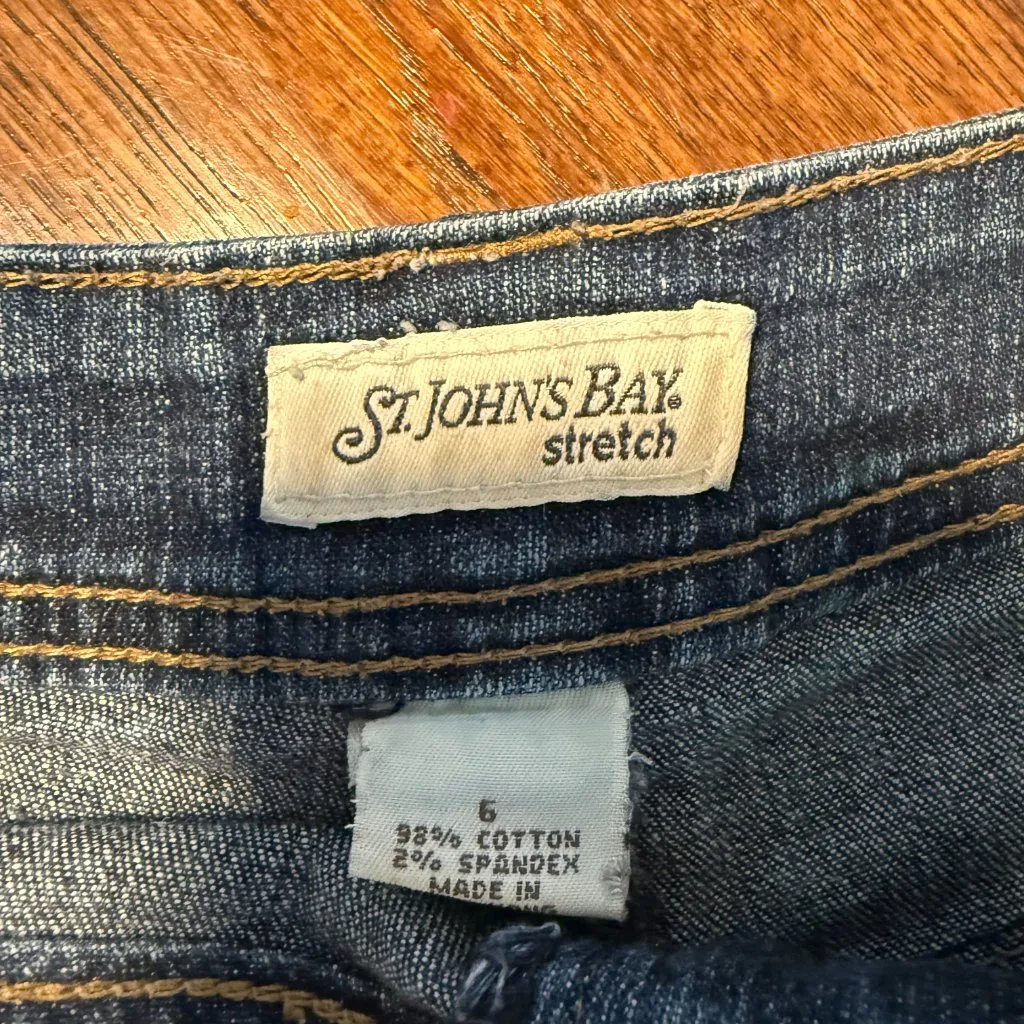 ST. JOHN'S BAY®
stretch
6
98% COTTON
2% SPANDEX
MADE IN